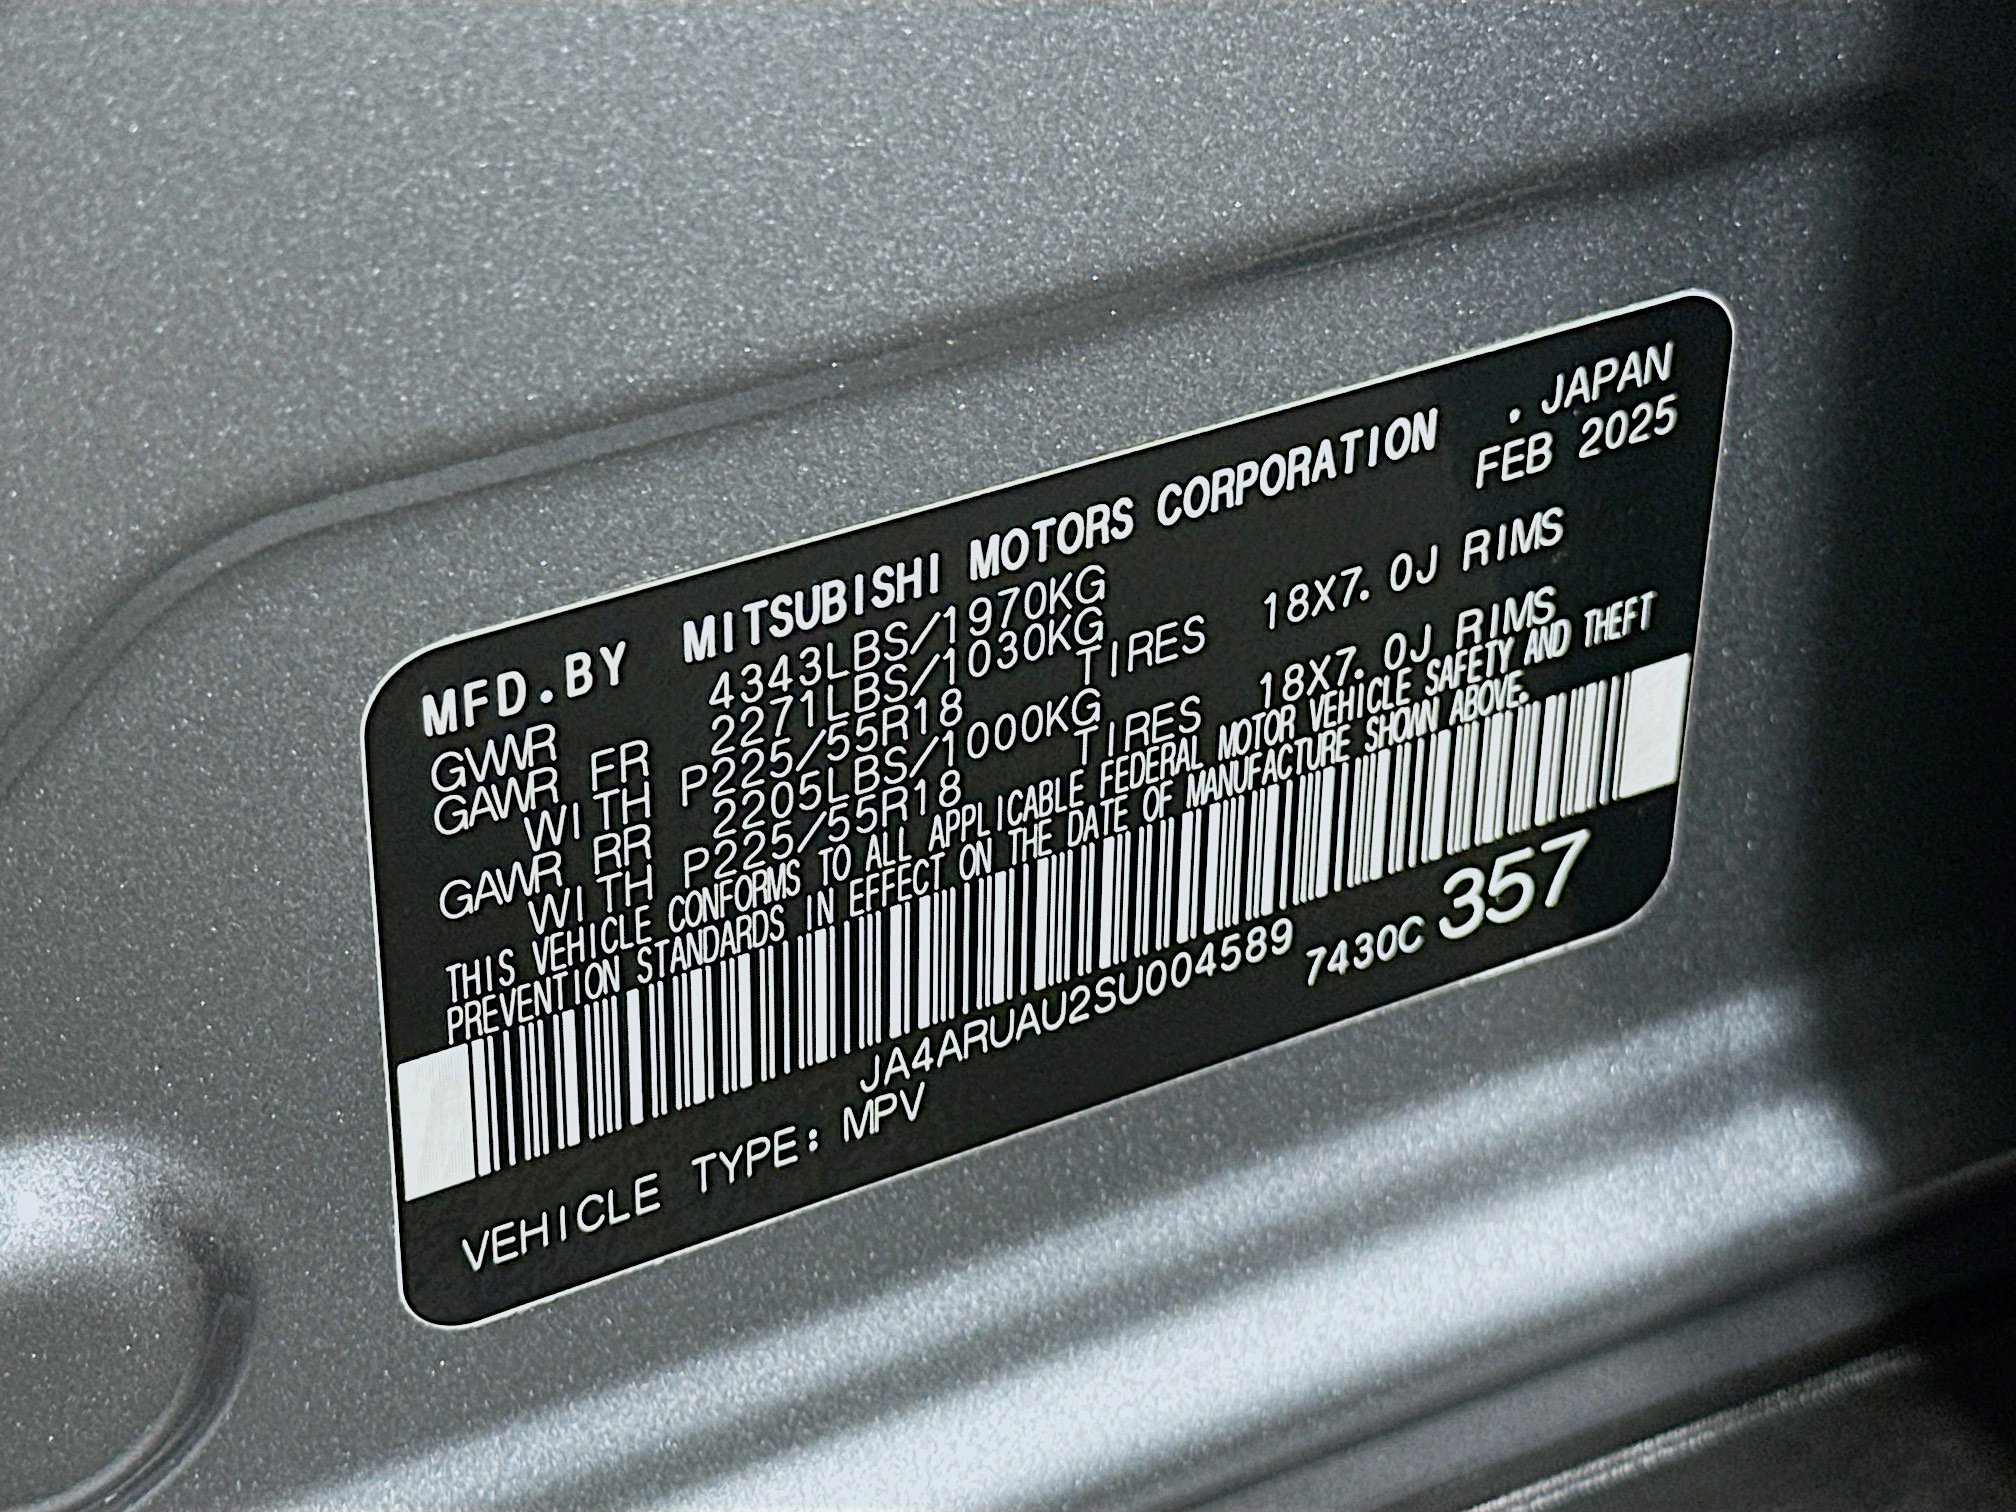 MFD.BY MITSUBISHI MOTORS CORPORATION . JAPAN
FEB 2025
GVWR 4343LBS/1970KG
GAWR FR 2271LBS/1030KG
WITH P225/55R18 TIRES 18X7.0J RIMS
GAWR RR 2205LBS/1000KG
WITH P225/55R18 TIRES 18X7.0J RIMS
THIS VEHICLE CONFORMS TO ALL APPLICABLE FEDERAL MOTOR VEHICLE SAFETY AND THEFT
PREVENTION STANDARDS IN EFFECT ON THE DATE OF MANUFACTURE SHOWN ABOVE.
JA4ARUAU2SU004589 7430C 357
VEHICLE TYPE: MPV